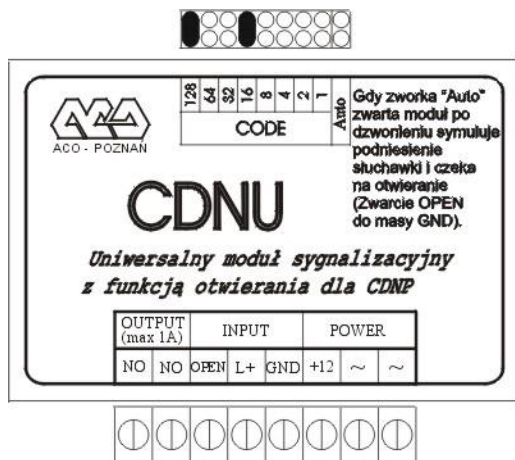 128 64 32 16 8 4 2 1 Auto
CODE
ACO - POZNAŃ
Gdy zworka "Auto"
zwarta moduł po
dzwonieniu symuluje
podniesienie
słuchawki i czeka
na otwieranie
(Zwarcie OPEN
do masy GND).
CDNU
Uniwersalny moduł sygnalizacyjny
z funkcją otwierania dla CDNP
OUTPUT (max 1A) INPUT POWER
NO NO OPEN L+ GND +12 ~ ~